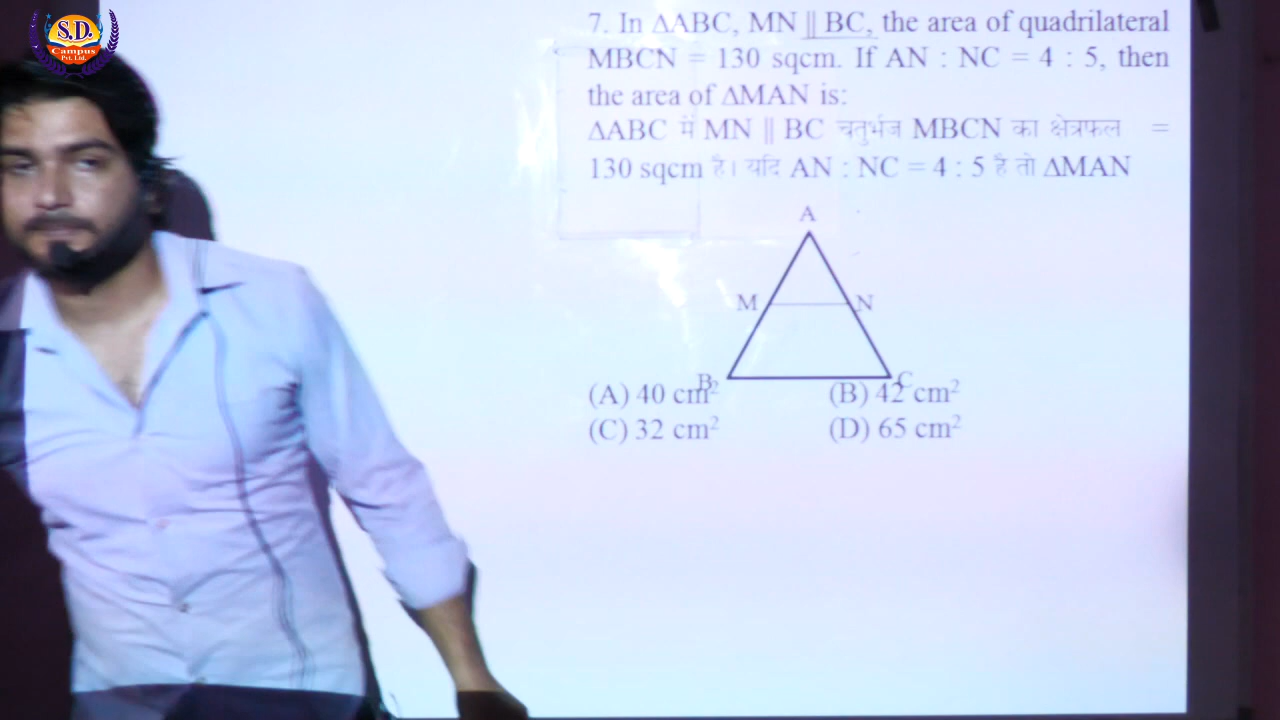 S.D.
Campus
Pvt. Ltd.
7. In ΔABC, MN || BC, the area of quadrilateral
MBCN = 130 sqcm. If AN : NC = 4 : 5, then
the area of ΔMAN is:
ΔABC में MN || BC चतुर्भुज MBCN का क्षेत्रफल =
130 sqcm है। यदि AN : NC = 4 : 5 है तो ΔMAN
A
M N
B C
(A) 40 cm² (B) 42 cm²
(C) 32 cm² (D) 65 cm²